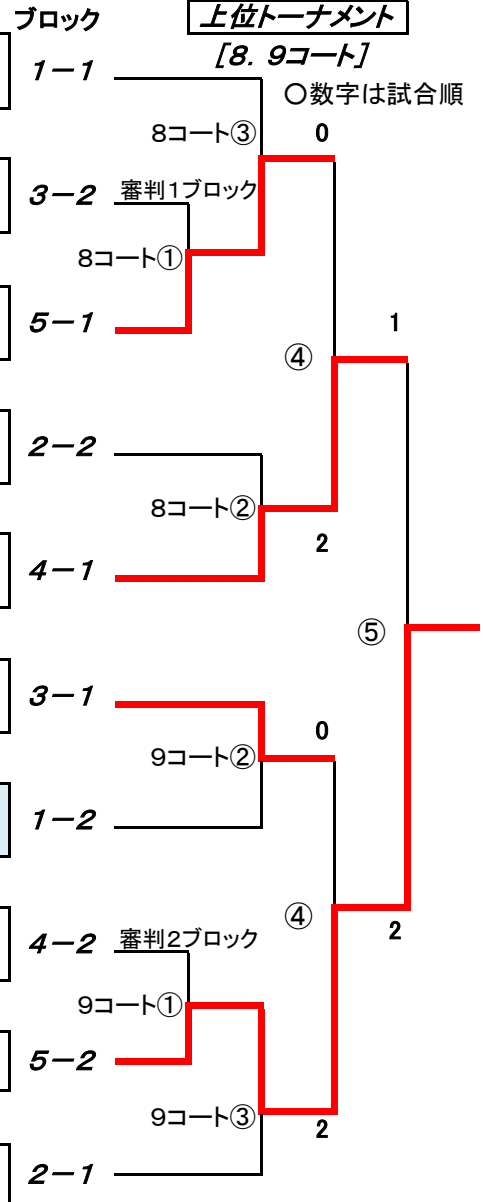 ブロック
上位トーナメント
[8．9コート]
1－1
○数字は試合順
8コート③
0
3－2
審判1ブロック
8コート①
5－1
1
④
2－2
8コート②
2
4－1
⑤
3－1
0
9コート②
1－2
④
4－2
審判2ブロック
2
9コート①
5－2
9コート③
2
2－1